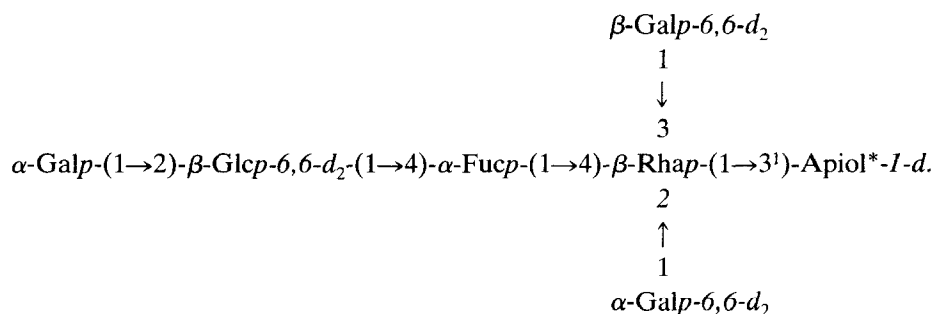 β-Galp-6,6-d₂
1
↓
3
α-Galp-(1→2)-β-Glcp-6,6-d₂-(1→4)-α-Fucp-(1→4)-β-Rhap-(1→3¹)-Apiol*-1-d.
2
↑
1
α-Galp-6,6-d₂